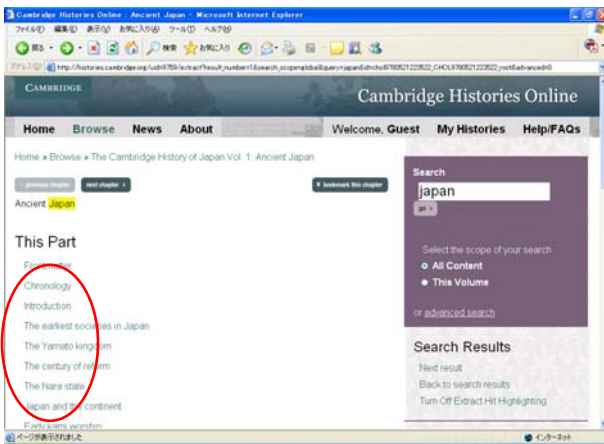 Cambridge Histories Online : Ancient Japan - Microsoft Internet Explorer
ファイル(F) 編集(E) 表示(V) お気に入り(A) ツール(T) ヘルプ(H)
戻る 検索 お気に入り
CAMBRIDGE
Cambridge Histories Online
Home Browse News About Welcome, Guest My Histories Help/FAQs
Home » Browse » The Cambridge History of Japan Vol. 1: Ancient Japan
previous chapter next chapter bookmark this chapter
Ancient Japan
This Part
Frontmatter
Chronology
Introduction
The earliest societies in Japan
The Yamato kingdom
The century of reform
The Nara state
Japan and the continent
Early kami worship
Search
japan
go
Select the scope of your search
All Content
This Volume
or advanced search
Search Results
Next result
Back to search results
Turn Off Extract Hit Highlighting
ページが表示されました
インターネット